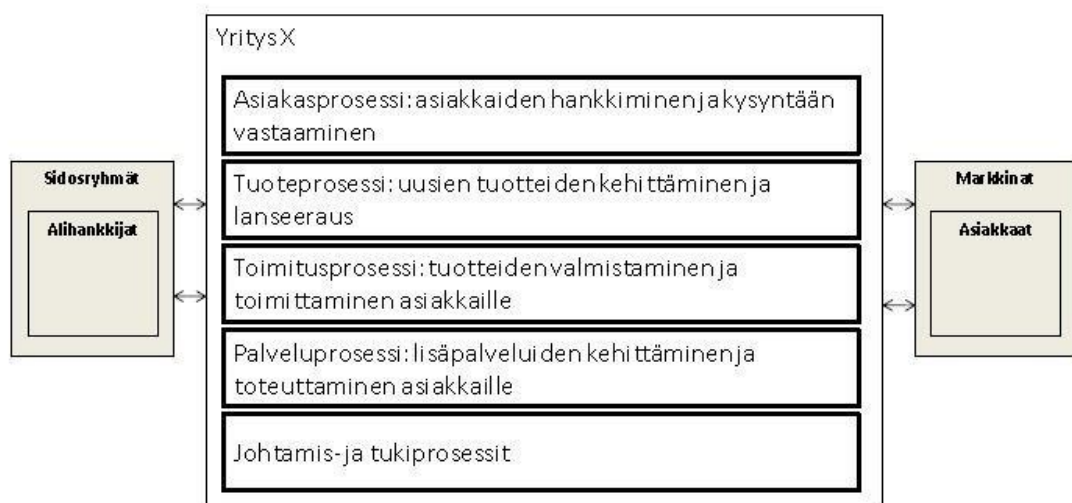 Yritys X
Asiakasprosessi: asiakkaiden hankkiminen ja kysyntään
vastaaminen
Sidosryhmät
Alihankkijat
Tuoteprosessi: uusien tuotteiden kehittäminen ja
lanseeraus
Toimitusprosessi: tuotteiden valmistaminen ja
toimittaminen asiakkaille
Palveluprosessi: lisäpalveluiden kehittäminen ja
toteuttaminen asiakkaille
Johtamis- ja tukiprosessit
Markkinat
Asiakkaat